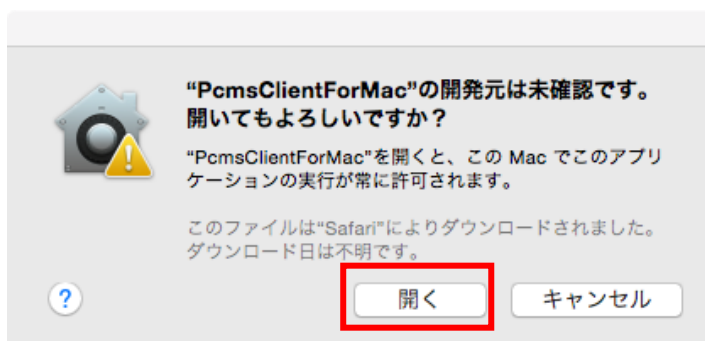 “PcmsClientForMac”の開発元は未確認です。
開いてもよろしいですか？
“PcmsClientForMac”を開くと、この Mac でこのアプリ
ケーションの実行が常に許可されます。
このファイルは“Safari”によりダウンロードされました。
ダウンロード日は不明です。
?
開く
キャンセル